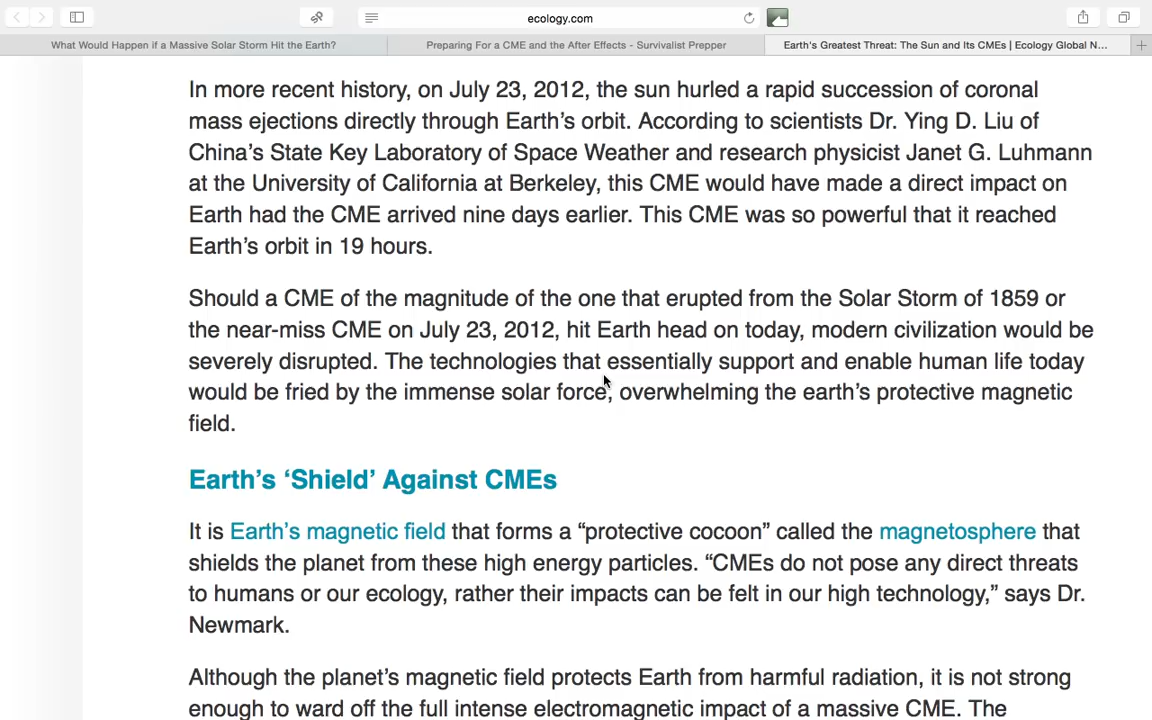 ecology.com
What Would Happen if a Massive Solar Storm Hit the Earth?
Preparing For a CME and the After Effects - Survivalist Prepper
Earth's Greatest Threat: The Sun and Its CMEs | Ecology Global N...
In more recent history, on July 23, 2012, the sun hurled a rapid succession of coronal
mass ejections directly through Earth’s orbit. According to scientists Dr. Ying D. Liu of
China’s State Key Laboratory of Space Weather and research physicist Janet G. Luhmann
at the University of California at Berkeley, this CME would have made a direct impact on
Earth had the CME arrived nine days earlier. This CME was so powerful that it reached
Earth’s orbit in 19 hours.
Should a CME of the magnitude of the one that erupted from the Solar Storm of 1859 or
the near-miss CME on July 23, 2012, hit Earth head on today, modern civilization would be
severely disrupted. The technologies that essentially support and enable human life today
would be fried by the immense solar force, overwhelming the earth’s protective magnetic
field.
Earth’s ‘Shield’ Against CMEs
It is Earth’s magnetic field that forms a “protective cocoon” called the magnetosphere that
shields the planet from these high energy particles. “CMEs do not pose any direct threats
to humans or our ecology, rather their impacts can be felt in our high technology,” says Dr.
Newmark.
Although the planet’s magnetic field protects Earth from harmful radiation, it is not strong
enough to ward off the full intense electromagnetic impact of a massive CME. The